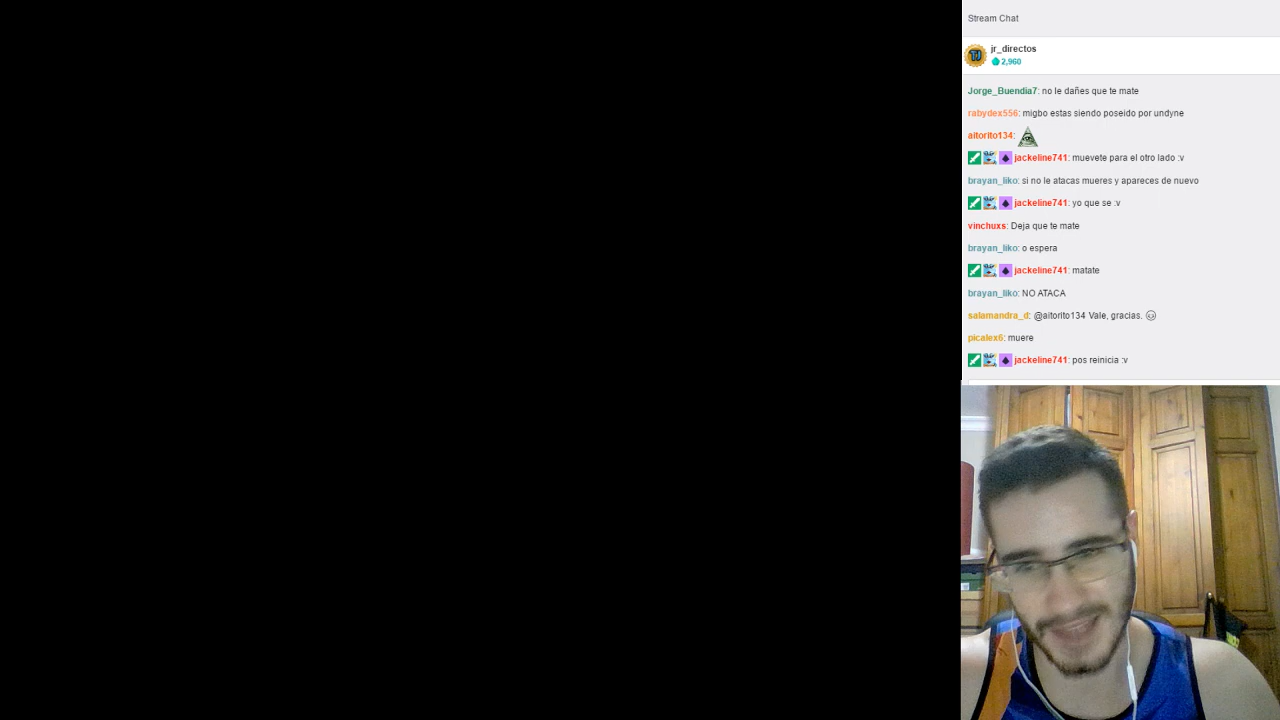 Stream Chat
jr_directos
2,960
Jorge_Buendia7: no le dañes que te mate
rabydex556: migbo estas siendo poseido por undyne
aitorito134:
jackeline741: muevete para el otro lado :v
brayan_liko: si no le atacas mueres y apareces de nuevo
jackeline741: yo que se :v
vinchuxs: Deja que te mate
brayan_liko: o espera
jackeline741: matate
brayan_liko: NO ATACA
salamandra_d: @aitorito134 Vale, gracias.
picalex6: muere
jackeline741: pos reinicia :v